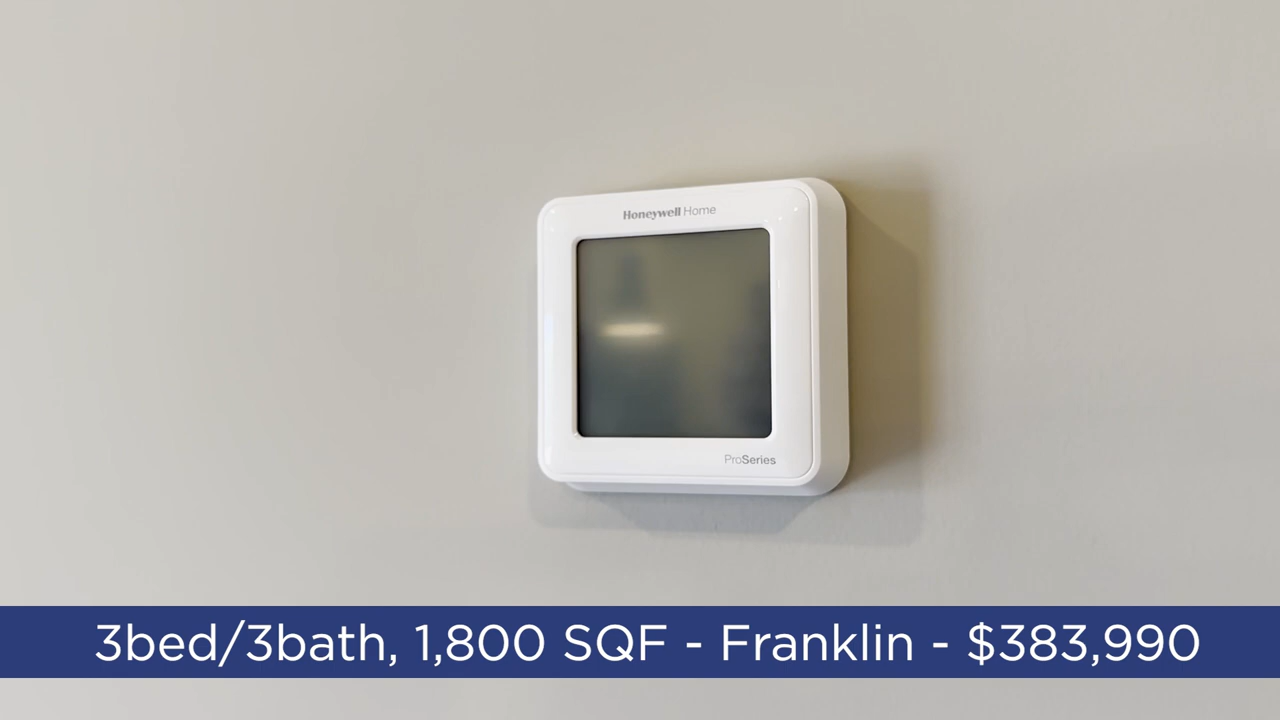 Honeywell Home
ProSeries
3bed/3bath, 1,800 SQF - Franklin - $383,990